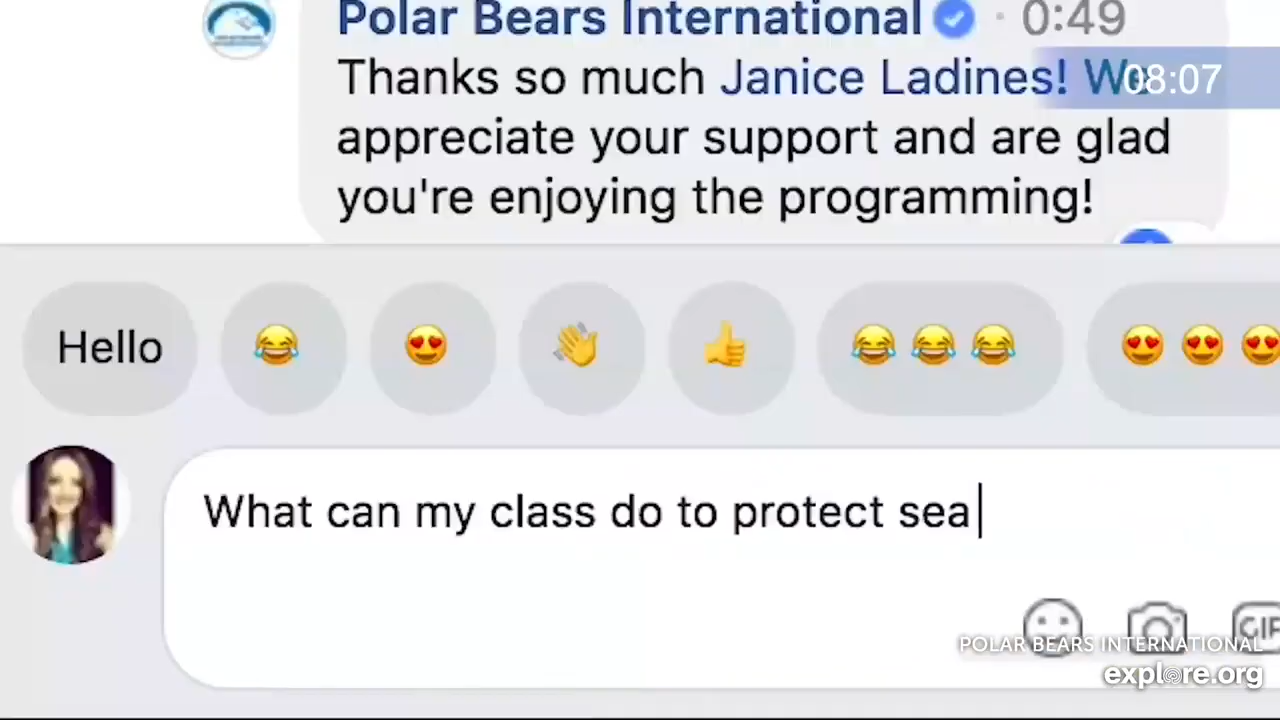 Polar Bears International · 0:49
Thanks so much Janice Ladines! We
08:07
appreciate your support and are glad
you're enjoying the programming!
Hello
What can my class do to protect sea
GIF
POLAR BEARS INTERNATIONAL
explore.org